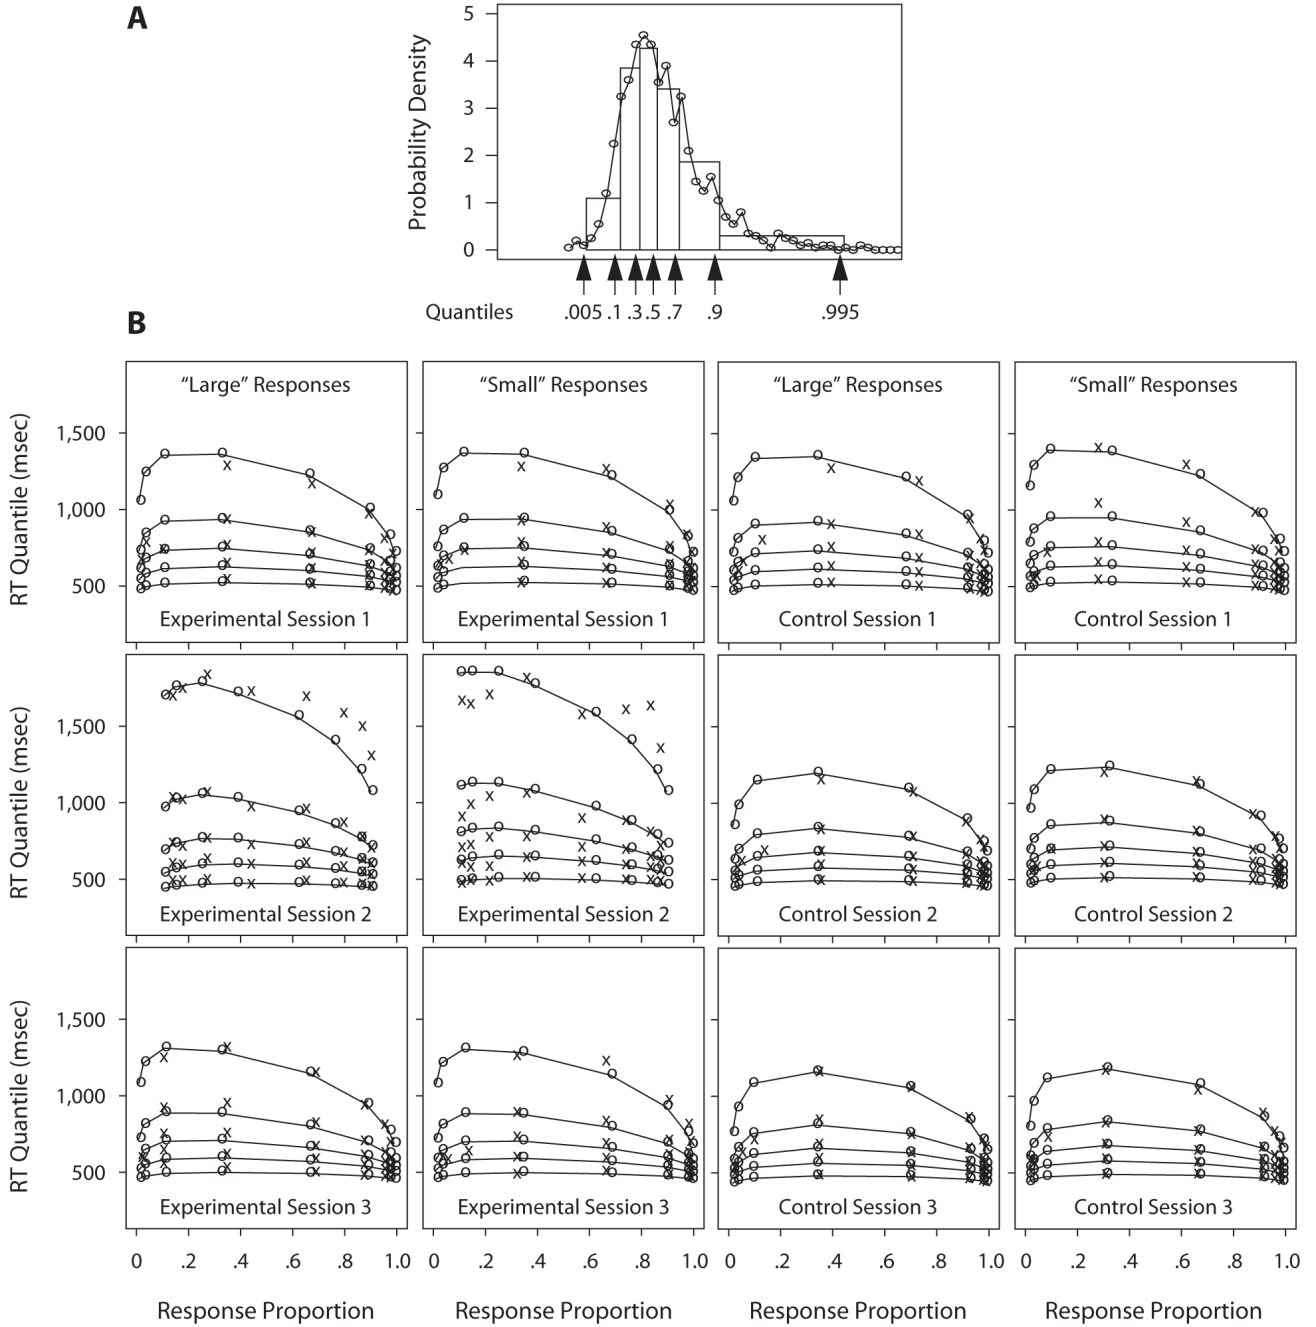 A
Probability Density
5
4
3
2
1
0
Quantiles .005 .1 .3 .5 .7 .9 .995
B
"Large" Responses "Small" Responses "Large" Responses "Small" Responses
RT Quantile (msec)
1,500
1,000
500
Experimental Session 1 Experimental Session 1 Control Session 1 Control Session 1
RT Quantile (msec)
1,500
1,000
500
Experimental Session 2 Experimental Session 2 Control Session 2 Control Session 2
RT Quantile (msec)
1,500
1,000
500
Experimental Session 3 Experimental Session 3 Control Session 3 Control Session 3
0 .2 .4 .6 .8 1.0 0 .2 .4 .6 .8 1.0 0 .2 .4 .6 .8 1.0 0 .2 .4 .6 .8 1.0
Response Proportion Response Proportion Response Proportion Response Proportion